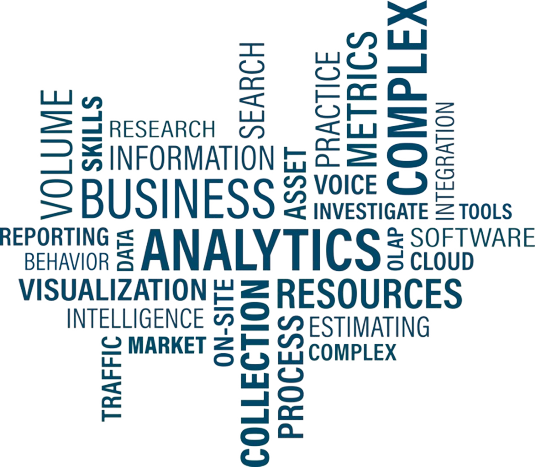 COMPLEX
METRICS
SEARCH
PRACTICE
VOLUME
SKILLS
RESEARCH
INTEGRATION
INFORMATION
ASSET
VOICE
BUSINESS
INVESTIGATE
TOOLS
REPORTING
DATA
ANALYTICS
OLAP
SOFTWARE
BEHAVIOR
CLOUD
VISUALIZATION
ON-SITE
COLLECTION
RESOURCES
INTELLIGENCE
PROCESS
ESTIMATING
TRAFFIC
MARKET
COMPLEX